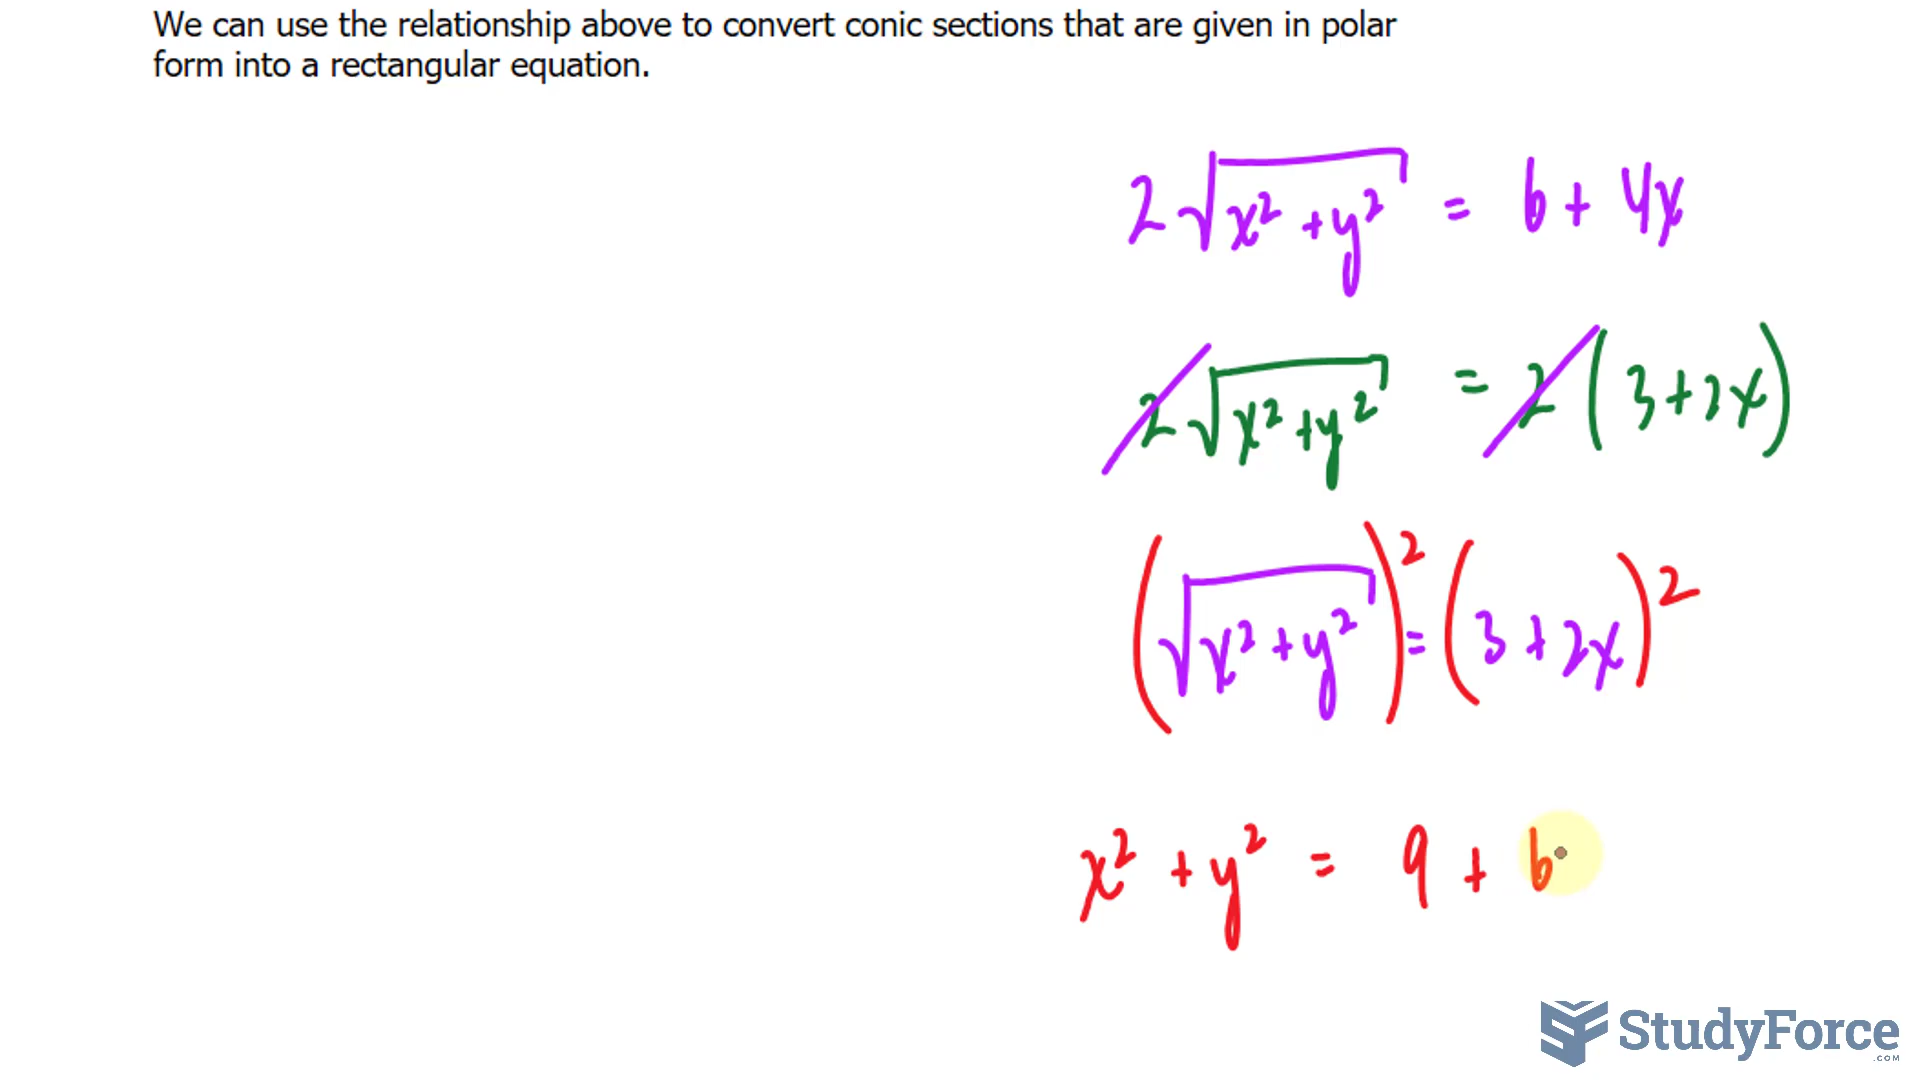 We can use the relationship above to convert conic sections that are given in polar
form into a rectangular equation.
2√(x² + y²) = 6 + 4x
2√(x² + y²) = 2(3 + 2x)
(√(x² + y²))² = (3 + 2x)²
x² + y² = 9 + 6
StudyForce
.COM